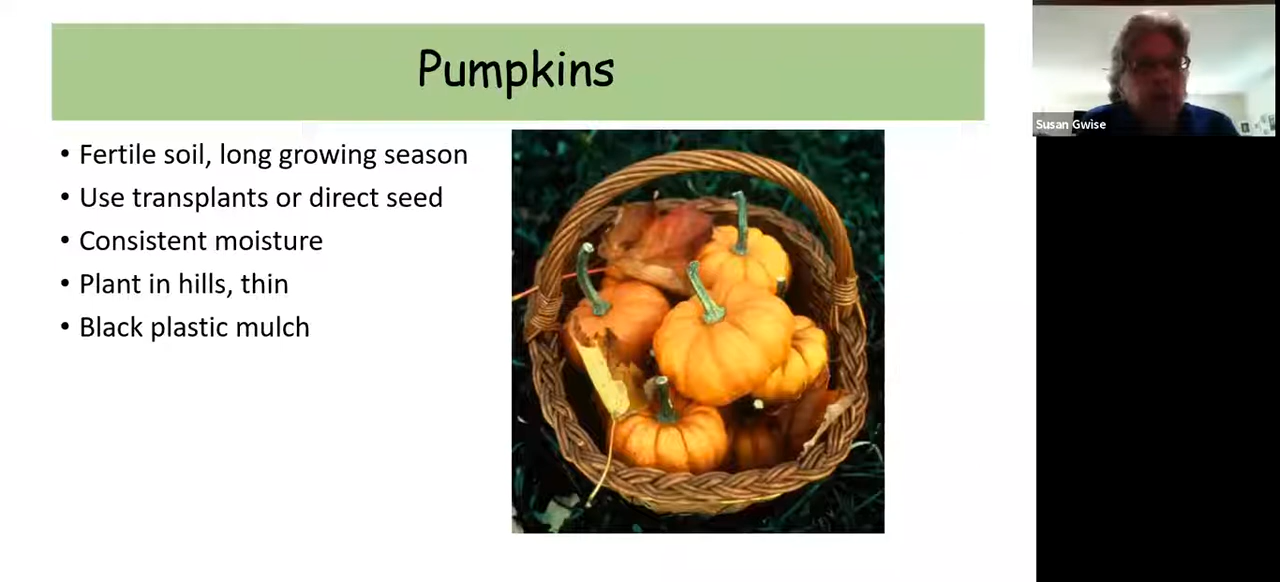 Pumpkins
• Fertile soil, long growing season
• Use transplants or direct seed
• Consistent moisture
• Plant in hills, thin
• Black plastic mulch
Susan Gwise